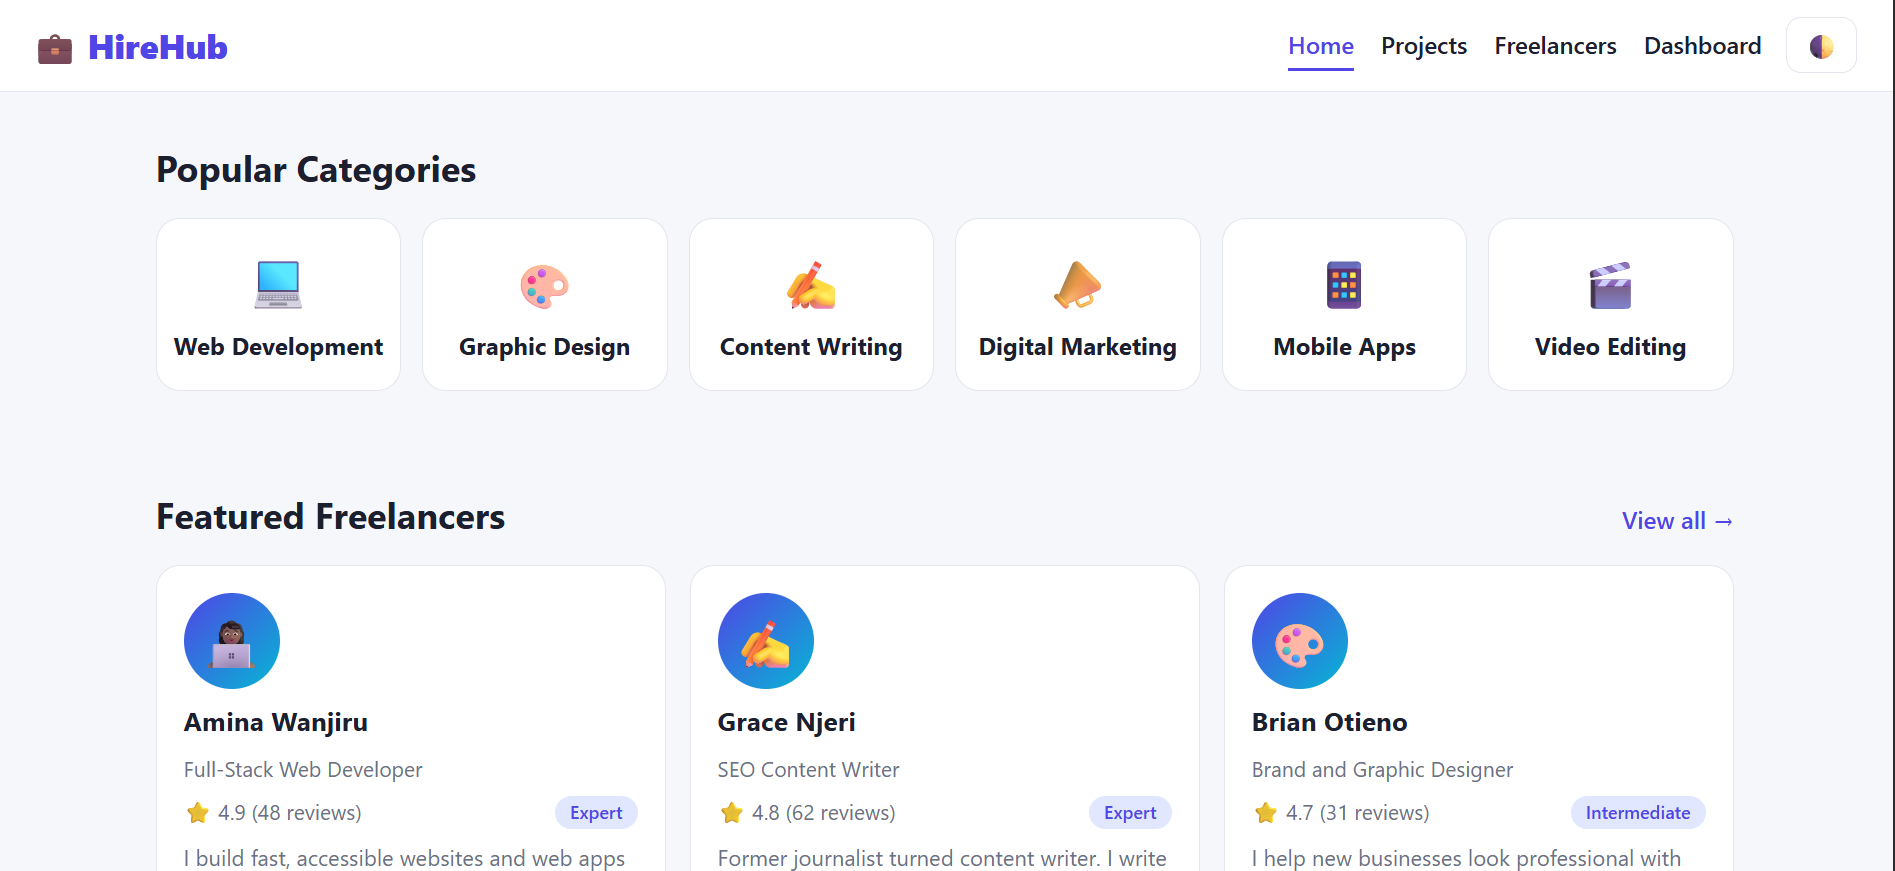 HireHub
Home Projects Freelancers Dashboard
Popular Categories
Web Development
Graphic Design
Content Writing
Digital Marketing
Mobile Apps
Video Editing
Featured Freelancers
View all →
Amina Wanjiru
Full-Stack Web Developer
4.9 (48 reviews)
Expert
I build fast, accessible websites and web apps
Grace Njeri
SEO Content Writer
4.8 (62 reviews)
Expert
Former journalist turned content writer. I write
Brian Otieno
Brand and Graphic Designer
4.7 (31 reviews)
Intermediate
I help new businesses look professional with